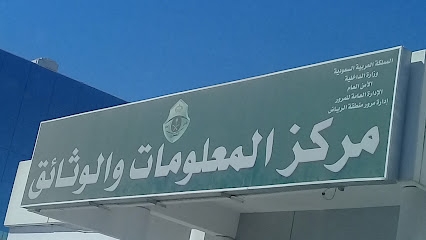 المملكة العربية السعودية
وزارة الداخلية
الأمن العام
الإدارة العامة للمرور
إدارة مرور منطقة الرياض
مركز المعلومات والوثائق